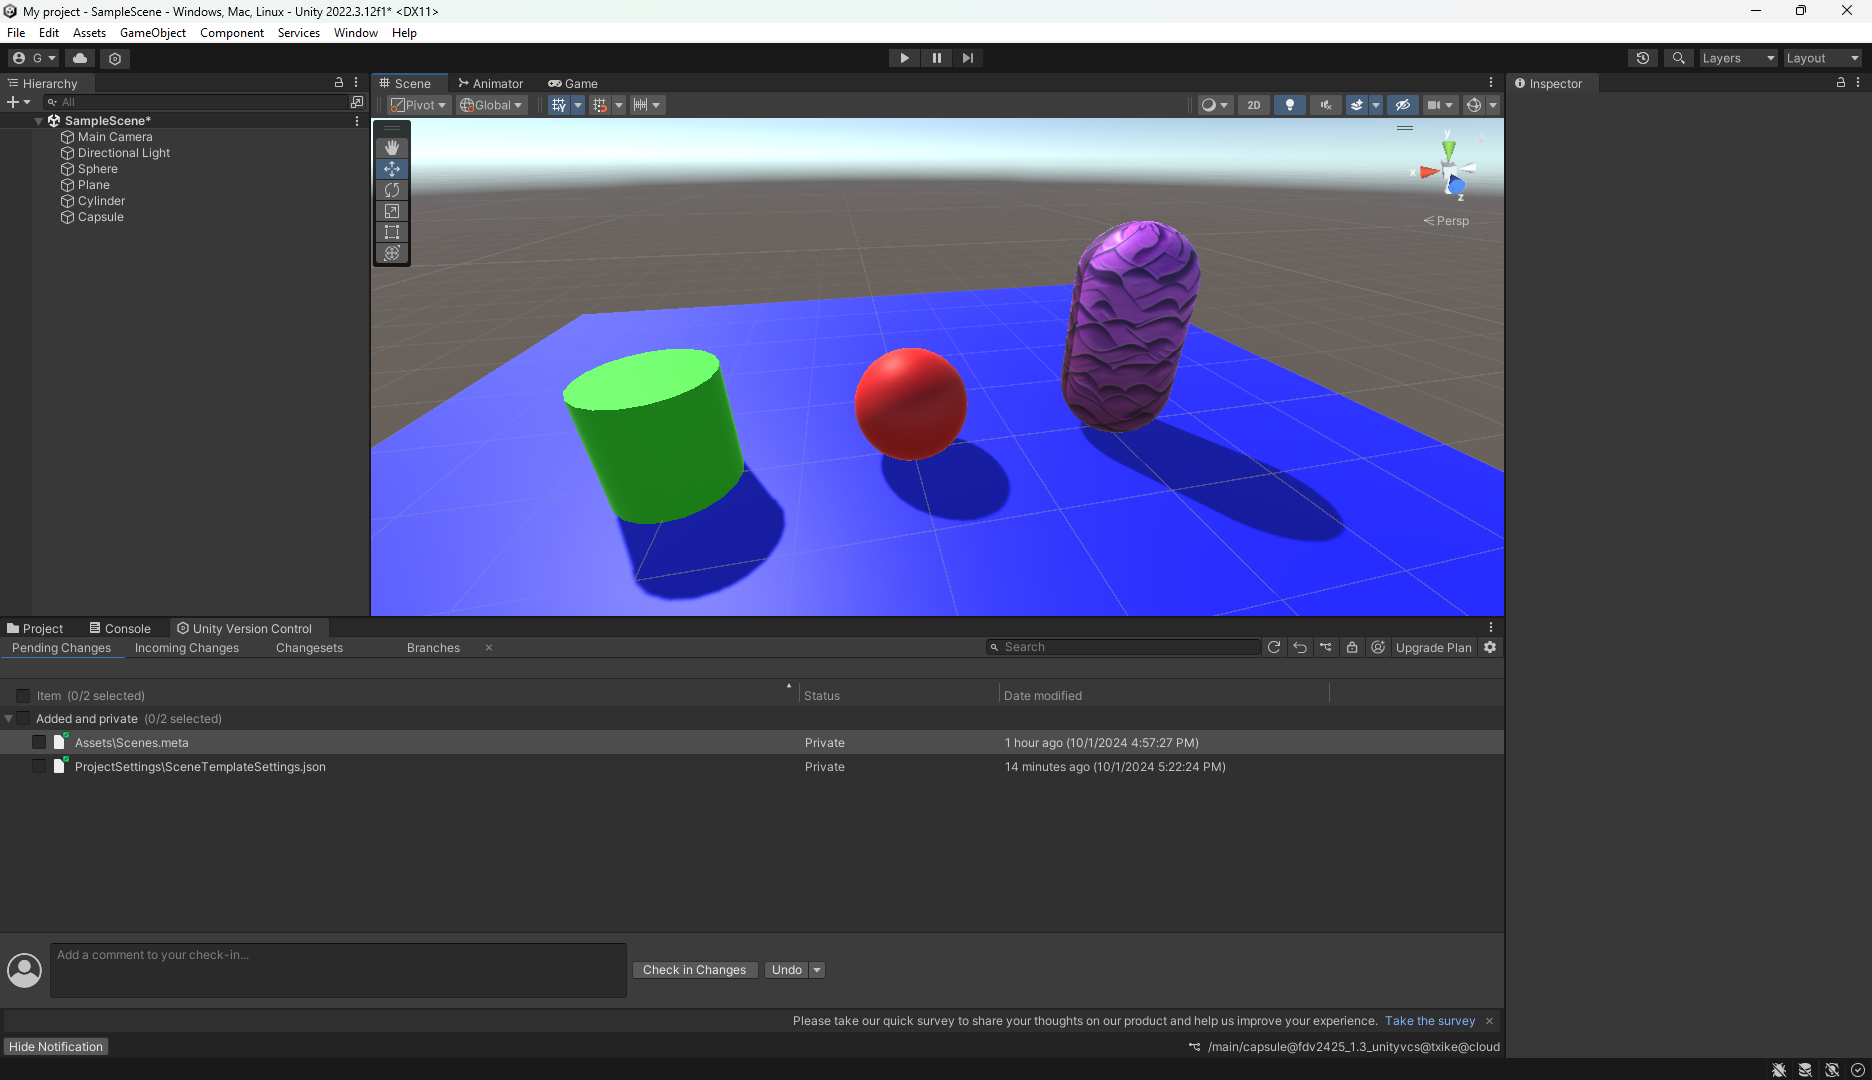 My project - SampleScene - Windows, Mac, Linux - Unity 2022.3.12f1* <DX11>
File Edit Assets GameObject Component Services Window Help
G Layers Layout
Hierarchy
All
SampleScene*
Main Camera
Directional Light
Sphere
Plane
Cylinder
Capsule
Scene Animator Game
Pivot Global 2D
y
x
z
Persp
Inspector
Project Console Unity Version Control
Pending Changes Incoming Changes Changesets Branches × Search Upgrade Plan
Item (0/2 selected) Status Date modified
Added and private (0/2 selected)
Assets\Scenes.meta Private 1 hour ago (10/1/2024 4:57:27 PM)
ProjectSettings\SceneTemplateSettings.json Private 14 minutes ago (10/1/2024 5:22:24 PM)
Add a comment to your check-in...
Check in Changes Undo
Please take our quick survey to share your thoughts on our product and help us improve your experience. Take the survey ×
Hide Notification /main/capsule@fdv2425_1.3_unityvcs@txike@cloud